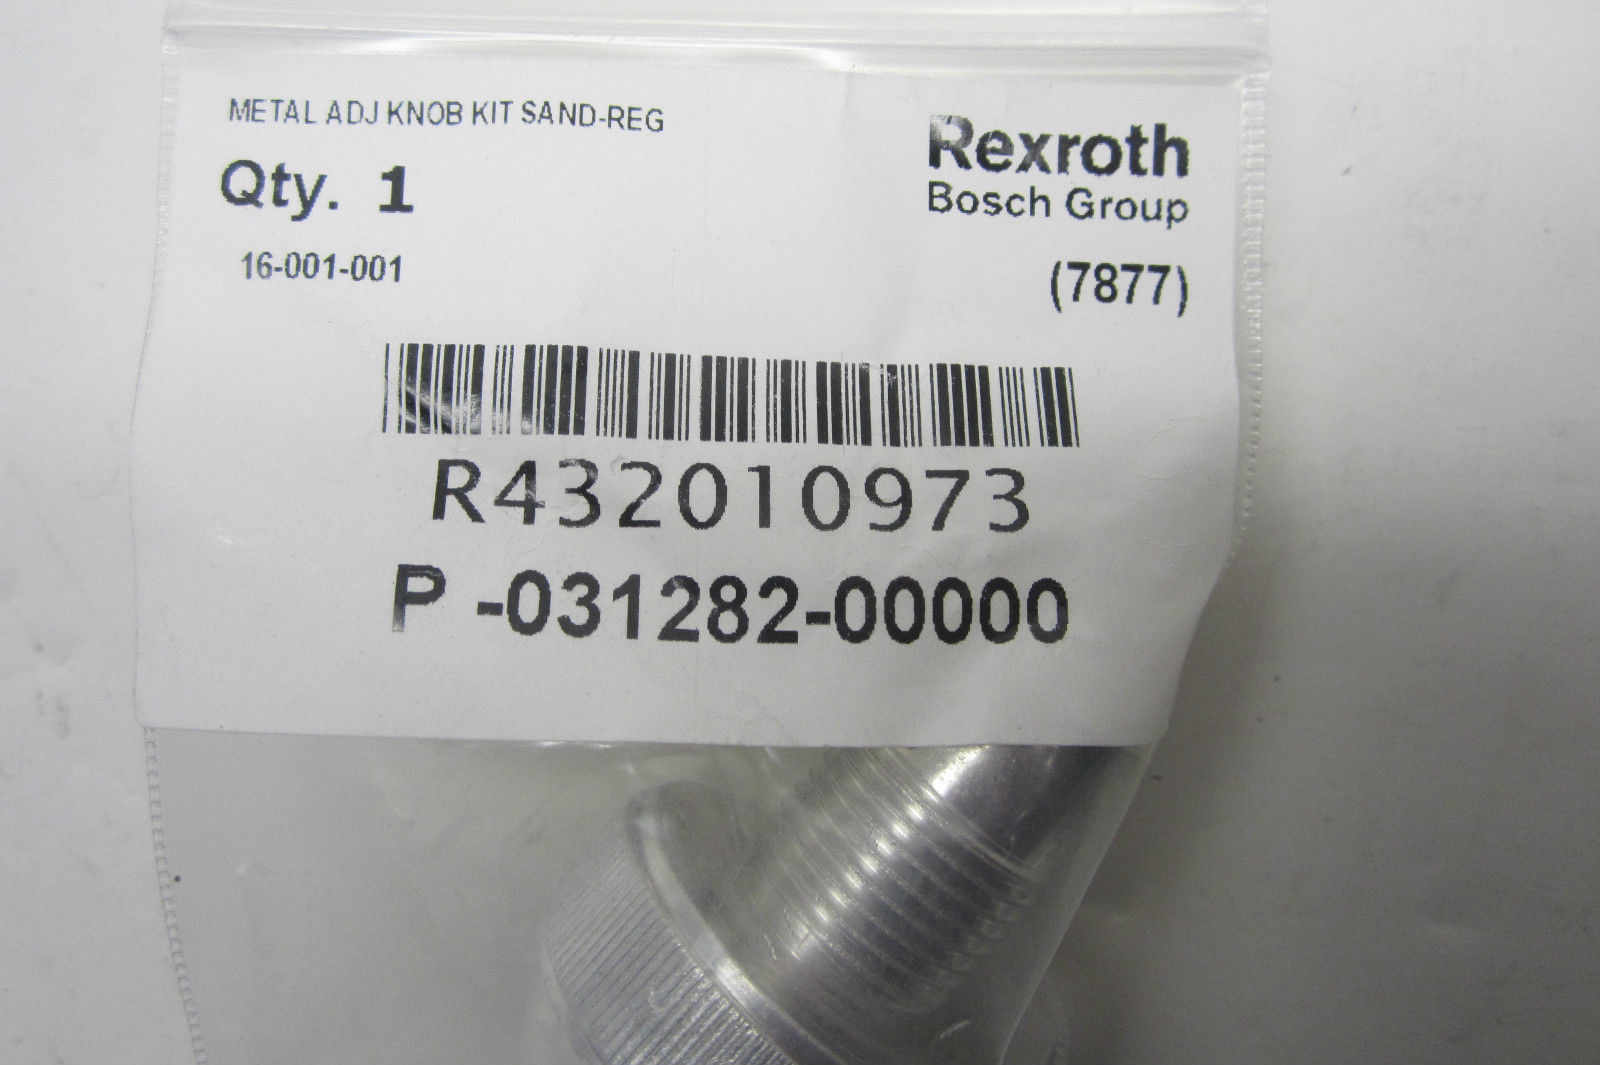 METAL ADJ KNOB KIT SAND-REG
Rexroth
Bosch Group
Qty. 1
16-001-001
(7877)
R432010973
P -031282-00000